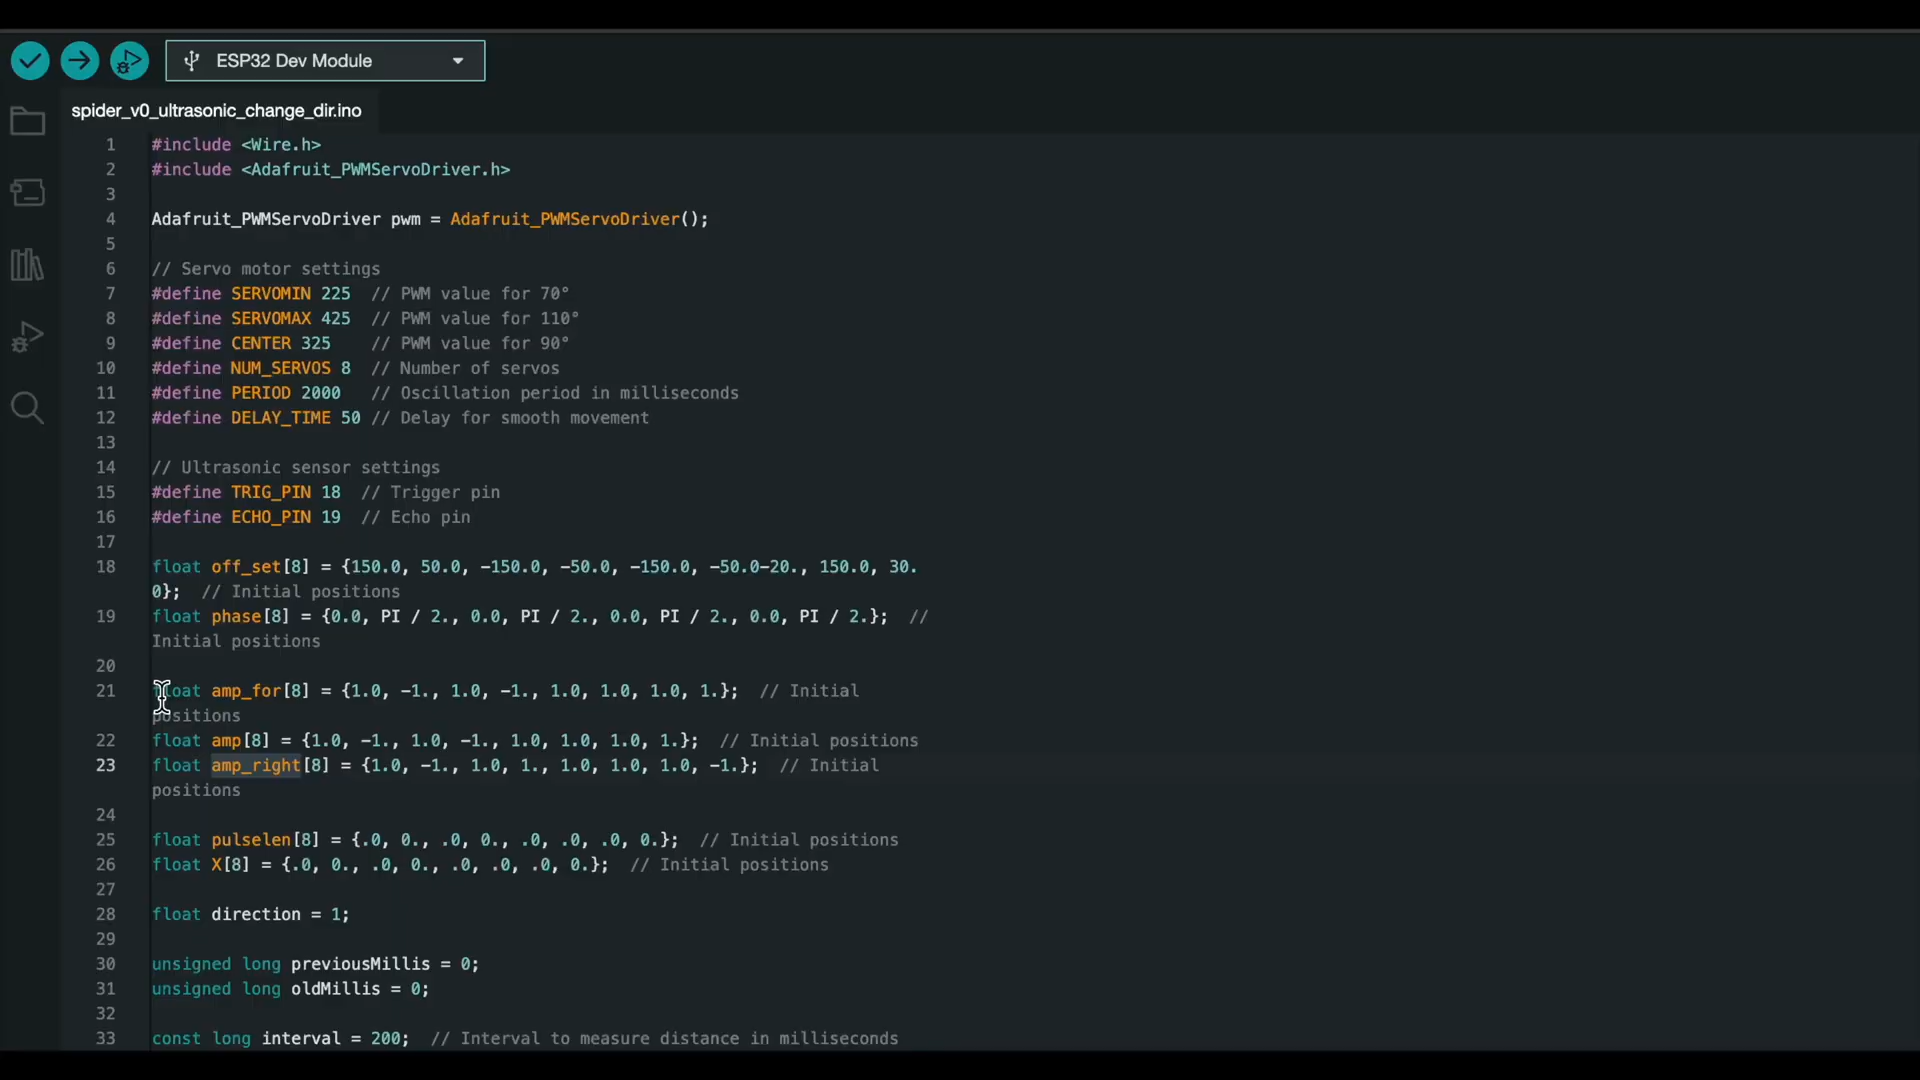 ESP32 Dev Module
spider_v0_ultrasonic_change_dir.ino
1 #include <Wire.h>
2 #include <Adafruit_PWMServoDriver.h>
3
4 Adafruit_PWMServoDriver pwm = Adafruit_PWMServoDriver();
5
6 // Servo motor settings
7 #define SERVOMIN 225  // PWM value for 70°
8 #define SERVOMAX 425  // PWM value for 110°
9 #define CENTER 325    // PWM value for 90°
10 #define NUM_SERVOS 8  // Number of servos
11 #define PERIOD 2000   // Oscillation period in milliseconds
12 #define DELAY_TIME 50 // Delay for smooth movement
13
14 // Ultrasonic sensor settings
15 #define TRIG_PIN 18  // Trigger pin
16 #define ECHO_PIN 19  // Echo pin
17
18 float off_set[8] = {150.0, 50.0, -150.0, -50.0, -150.0, -50.0-20., 150.0, 30.
0};  // Initial positions
19 float phase[8] = {0.0, PI / 2., 0.0, PI / 2., 0.0, PI / 2., 0.0, PI / 2.};  //
Initial positions
20
21 float amp_for[8] = {1.0, -1., 1.0, -1., 1.0, 1.0, 1.0, 1.};  // Initial
positions
22 float amp[8] = {1.0, -1., 1.0, -1., 1.0, 1.0, 1.0, 1.};  // Initial positions
23 float amp_right[8] = {1.0, -1., 1.0, 1., 1.0, 1.0, 1.0, -1.};  // Initial
positions
24
25 float pulselen[8] = {.0, 0., .0, 0., .0, .0, .0, 0.};  // Initial positions
26 float X[8] = {.0, 0., .0, 0., .0, .0, .0, 0.};  // Initial positions
27
28 float direction = 1;
29
30 unsigned long previousMillis = 0;
31 unsigned long oldMillis = 0;
32
33 const long interval = 200;  // Interval to measure distance in milliseconds